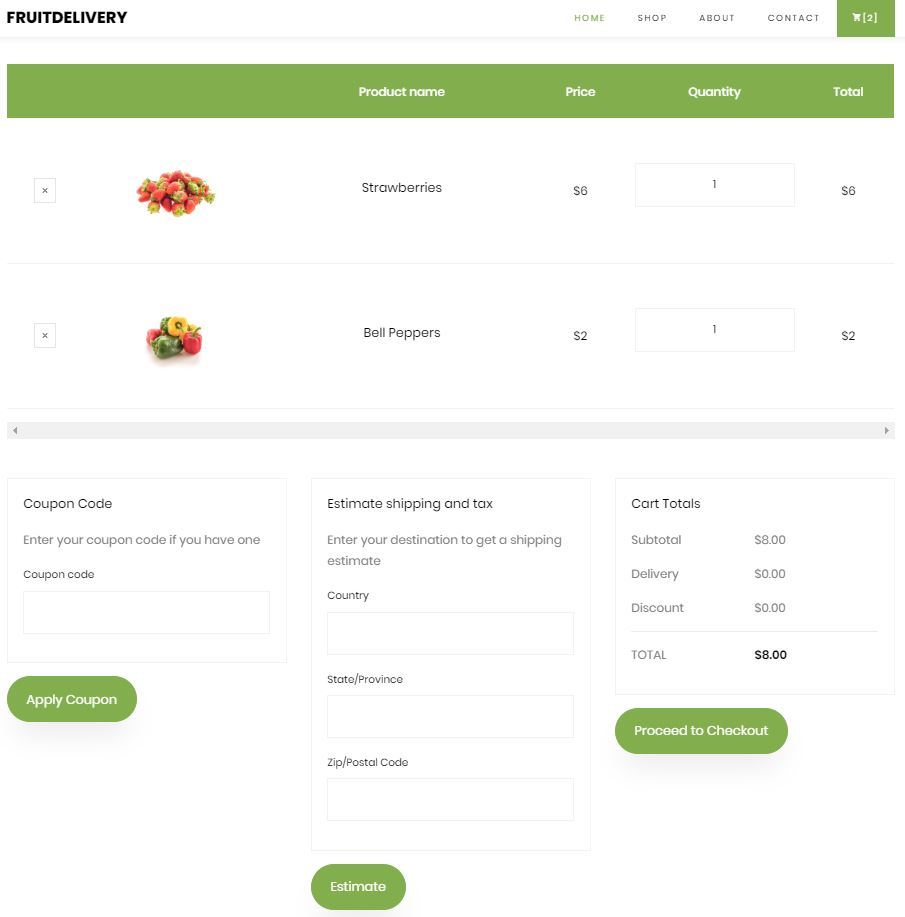 FRUITDELIVERY
HOME SHOP ABOUT CONTACT [2]
Product name Price Quantity Total
× Strawberries $6 1 $6
× Bell Peppers $2 1 $2
Coupon Code
Enter your coupon code if you have one
Coupon code
Apply Coupon
Estimate shipping and tax
Enter your destination to get a shipping
estimate
Country
State/Province
Zip/Postal Code
Estimate
Cart Totals
Subtotal $8.00
Delivery $0.00
Discount $0.00
TOTAL $8.00
Proceed to Checkout